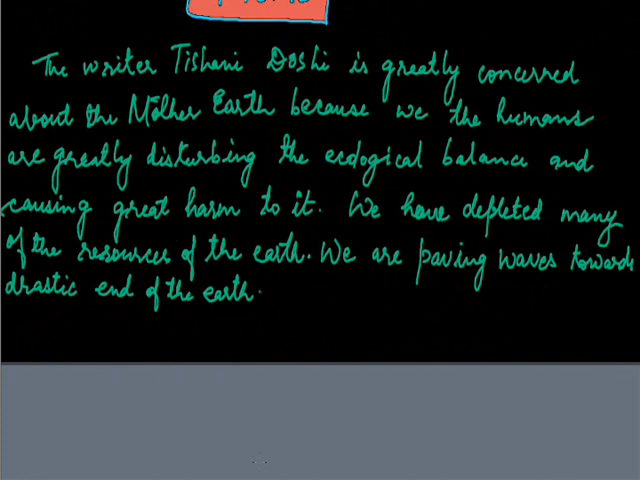 The writer Tishani Doshi is greatly concerned
about the Mother Earth because we the humans
are greatly disturbing the ecological balance and
causing great harm to it. We have depleted many
of the resources of the earth. We are paving waves towards
drastic end of the earth.